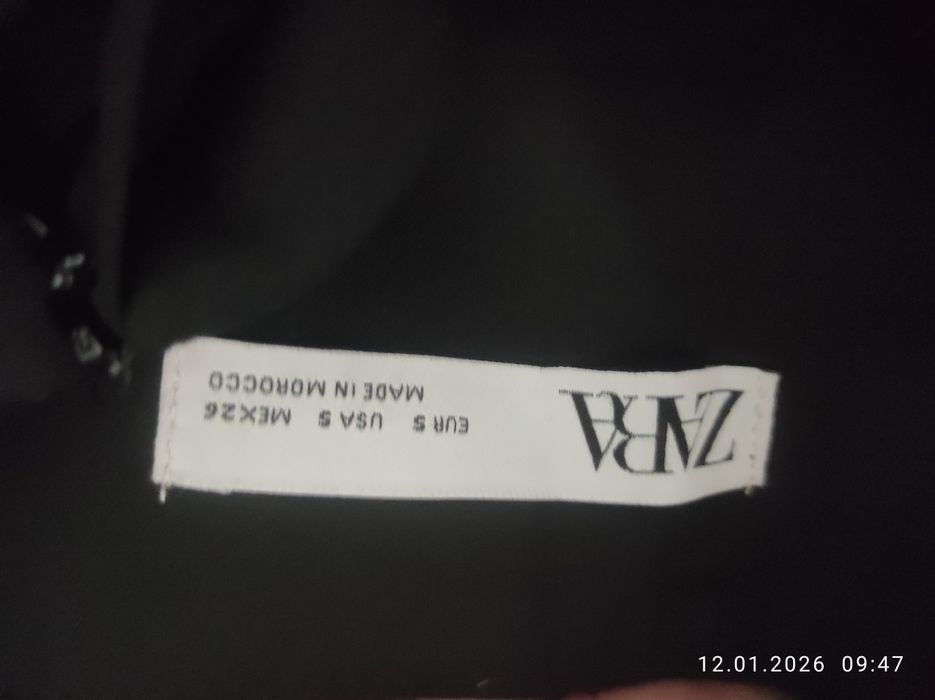 ZARA
EUR S USA S MEX 26
MADE IN MOROCCO
12.01.2026 09:47